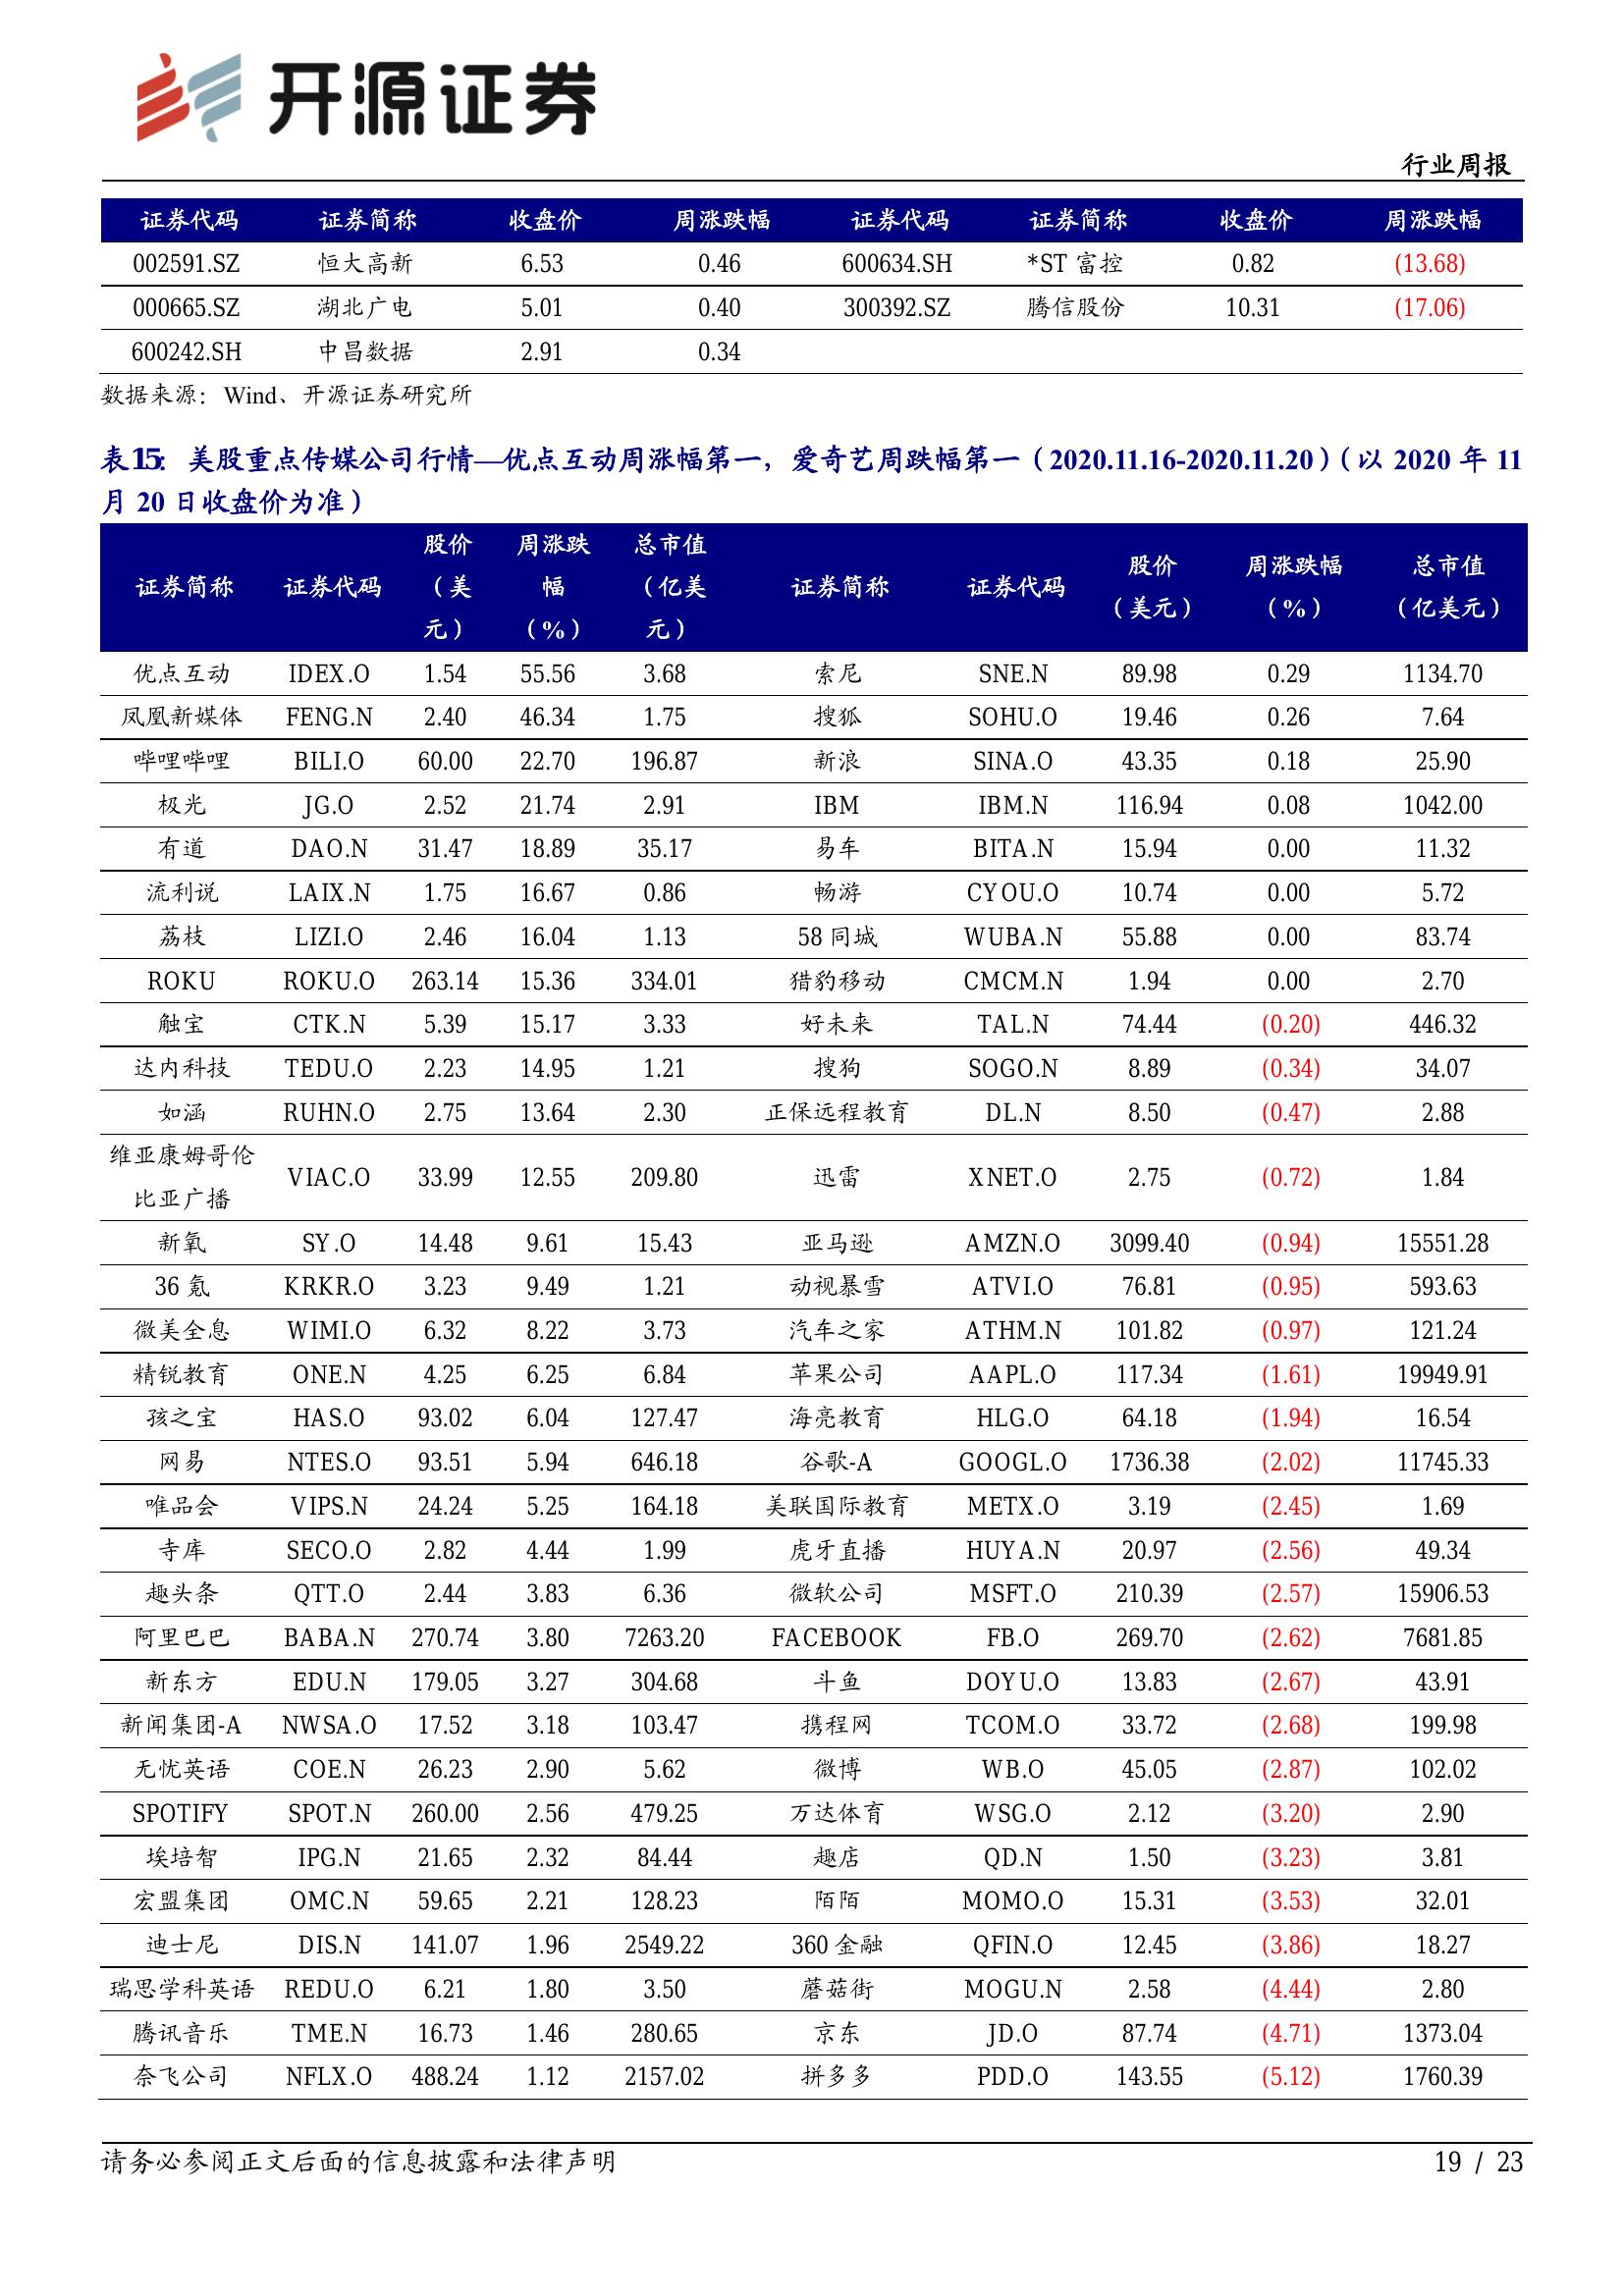 开源证券
行业周报
证券代码 证券简称 收盘价 周涨跌幅 证券代码 证券简称 收盘价 周涨跌幅
002591.SZ 恒大高新 6.53 0.46 600634.SH *ST 富控 0.82 (13.68)
000665.SZ 湖北广电 5.01 0.40 300392.SZ 腾信股份 10.31 (17.06)
600242.SH 中昌数据 2.91 0.34
数据来源：Wind、开源证券研究所
表15：美股重点传媒公司行情—优点互动周涨幅第一，爱奇艺周跌幅第一（2020.11.16-2020.11.20）（以 2020 年 11
月 20 日收盘价为准）
证券简称 证券代码 股价（美元） 周涨跌幅（%） 总市值（亿美元） 证券简称 证券代码 股价（美元） 周涨跌幅（%） 总市值（亿美元）
优点互动 IDEX.O 1.54 55.56 3.68 索尼 SNE.N 89.98 0.29 1134.70
凤凰新媒体 FENG.N 2.40 46.34 1.75 搜狐 SOHU.O 19.46 0.26 7.64
哔哩哔哩 BILI.O 60.00 22.70 196.87 新浪 SINA.O 43.35 0.18 25.90
极光 JG.O 2.52 21.74 2.91 IBM IBM.N 116.94 0.08 1042.00
有道 DAO.N 31.47 18.89 35.17 易车 BITA.N 15.94 0.00 11.32
流利说 LAIX.N 1.75 16.67 0.86 畅游 CYOU.O 10.74 0.00 5.72
荔枝 LIZI.O 2.46 16.04 1.13 58 同城 WUBA.N 55.88 0.00 83.74
ROKU ROKU.O 263.14 15.36 334.01 猎豹移动 CMCM.N 1.94 0.00 2.70
触宝 CTK.N 5.39 15.17 3.33 好未来 TAL.N 74.44 (0.20) 446.32
达内科技 TEDU.O 2.23 14.95 1.21 搜狗 SOGO.N 8.89 (0.34) 34.07
如涵 RUHN.O 2.75 13.64 2.30 正保远程教育 DL.N 8.50 (0.47) 2.88
维亚康姆哥伦比亚广播 VIAC.O 33.99 12.55 209.80 迅雷 XNET.O 2.75 (0.72) 1.84
新氧 SY.O 14.48 9.61 15.43 亚马逊 AMZN.O 3099.40 (0.94) 15551.28
36 氪 KRKR.O 3.23 9.49 1.21 动视暴雪 ATVI.O 76.81 (0.95) 593.63
微美全息 WIMI.O 6.32 8.22 3.73 汽车之家 ATHM.N 101.82 (0.97) 121.24
精锐教育 ONE.N 4.25 6.25 6.84 苹果公司 AAPL.O 117.34 (1.61) 19949.91
孩之宝 HAS.O 93.02 6.04 127.47 海亮教育 HLG.O 64.18 (1.94) 16.54
网易 NTES.O 93.51 5.94 646.18 谷歌-A GOOGL.O 1736.38 (2.02) 11745.33
唯品会 VIPS.N 24.24 5.25 164.18 美联国际教育 METX.O 3.19 (2.45) 1.69
寺库 SECO.O 2.82 4.44 1.99 虎牙直播 HUYA.N 20.97 (2.56) 49.34
趣头条 QTT.O 2.44 3.83 6.36 微软公司 MSFT.O 210.39 (2.57) 15906.53
阿里巴巴 BABA.N 270.74 3.80 7263.20 FACEBOOK FB.O 269.70 (2.62) 7681.85
新东方 EDU.N 179.05 3.27 304.68 斗鱼 DOYU.O 13.83 (2.67) 43.91
新闻集团-A NWSA.O 17.52 3.18 103.47 携程网 TCOM.O 33.72 (2.68) 199.98
无忧英语 COE.N 26.23 2.90 5.62 微博 WB.O 45.05 (2.87) 102.02
SPOTIFY SPOT.N 260.00 2.56 479.25 万达体育 WSG.O 2.12 (3.20) 2.90
埃培智 IPG.N 21.65 2.32 84.44 趣店 QD.N 1.50 (3.23) 3.81
宏盟集团 OMC.N 59.65 2.21 128.23 陌陌 MOMO.O 15.31 (3.53) 32.01
迪士尼 DIS.N 141.07 1.96 2549.22 360 金融 QFIN.O 12.45 (3.86) 18.27
瑞思学科英语 REDU.O 6.21 1.80 3.50 蘑菇街 MOGU.N 2.58 (4.44) 2.80
腾讯音乐 TME.N 16.73 1.46 280.65 京东 JD.O 87.74 (4.71) 1373.04
奈飞公司 NFLX.O 488.24 1.12 2157.02 拼多多 PDD.O 143.55 (5.12) 1760.39
请务必参阅正文后面的信息披露和法律声明
19 / 23